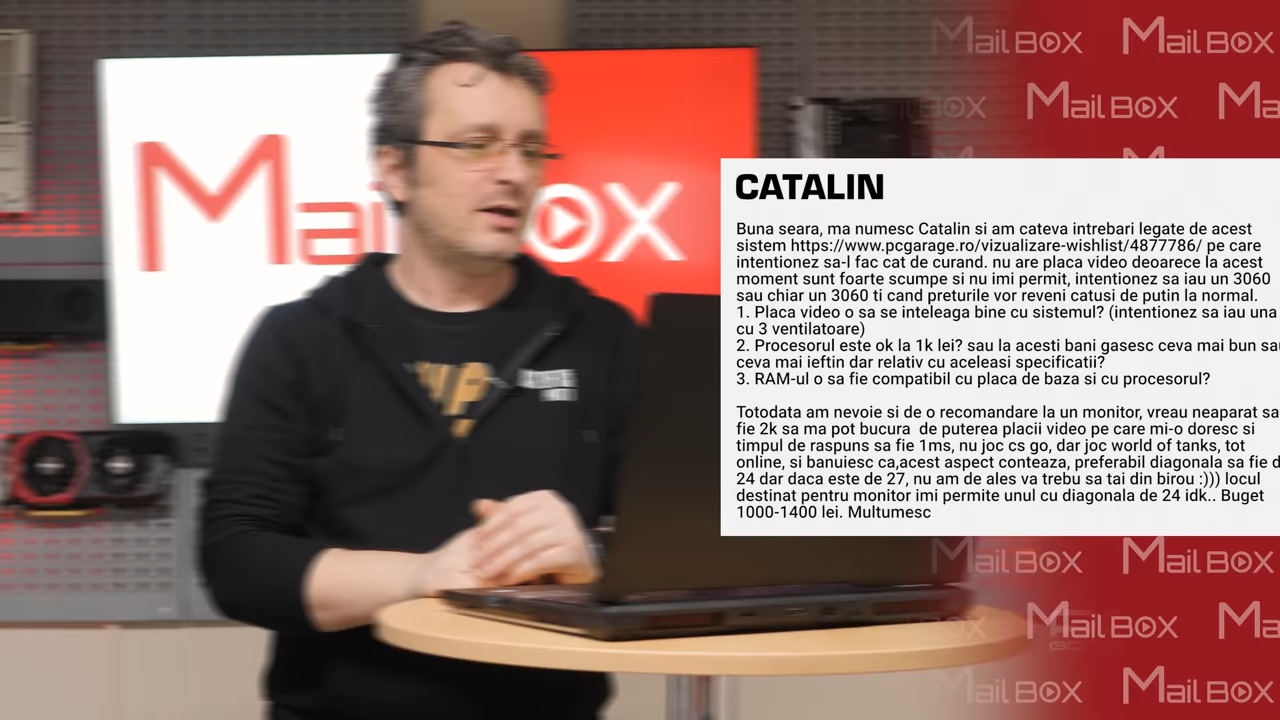 MailBOX
CATALIN
Buna seara, ma numesc Catalin si am cateva intrebari legate de acest
sistem https://www.pcgarage.ro/vizualizare-wishlist/4877786/ pe care
intentionez sa-l fac cat de curand. nu are placa video deoarece la acest
moment sunt foarte scumpe si nu imi permit, intentionez sa iau un 3060
sau chiar un 3060 ti cand preturile vor reveni catusi de putin la normal.
1. Placa video o sa se inteleaga bine cu sistemul? (intentionez sa iau una
cu 3 ventilatoare)
2. Procesorul este ok la 1k lei? sau la acesti bani gasesc ceva mai bun
ceva mai ieftin dar relativ cu aceleasi specificatii?
3. RAM-ul o sa fie compatibil cu placa de baza si cu procesorul?
Totodata am nevoie si de o recomandare la un monitor, vreau neaparat sa
fie 2k sa ma pot bucura de puterea placii video pe care mi-o doresc si
timpul de raspuns sa fie 1ms, nu joc cs go, dar joc world of tanks, tot
online, si banuiesc ca,acest aspect conteaza, preferabil diagonala sa fie
24 dar daca este de 27, nu am de ales va trebu sa tai din birou :))) locul
destinat pentru monitor imi permite unul cu diagonala de 24 idk.. Buget
1000-1400 lei. Multumesc
MailBOX MailBOX
MailBOX
MailBOX MailBOX
MailBOX
MailBOX MailBOX